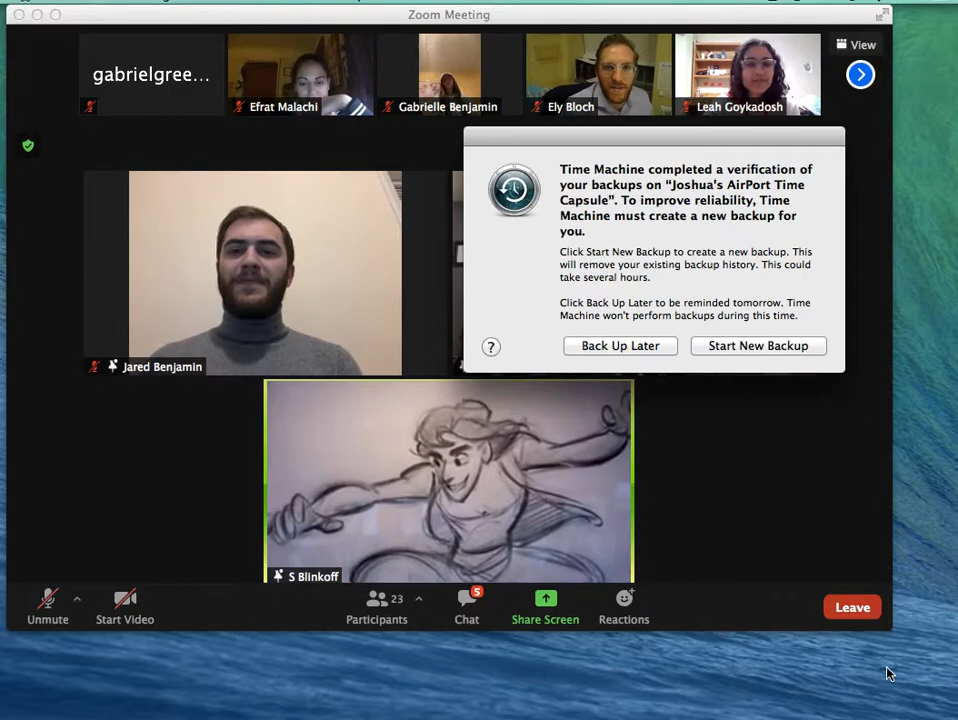 Zoom Meeting
View
gabrielgree...
Efrat Malachi
Gabrielle Benjamin
Ely Bloch
Leah Goykadosh
Time Machine completed a verification of
your backups on “Joshua's AirPort Time
Capsule”. To improve reliability, Time
Machine must create a new backup for
you.
Click Start New Backup to create a new backup. This
will remove your existing backup history. This could
take several hours.
Click Back Up Later to be reminded tomorrow. Time
Machine won't perform backups during this time.
?
Back Up Later
Start New Backup
Jared Benjamin
S Blinkoff
Unmute
Start Video
23
Participants
5
Chat
Share Screen
Reactions
Leave